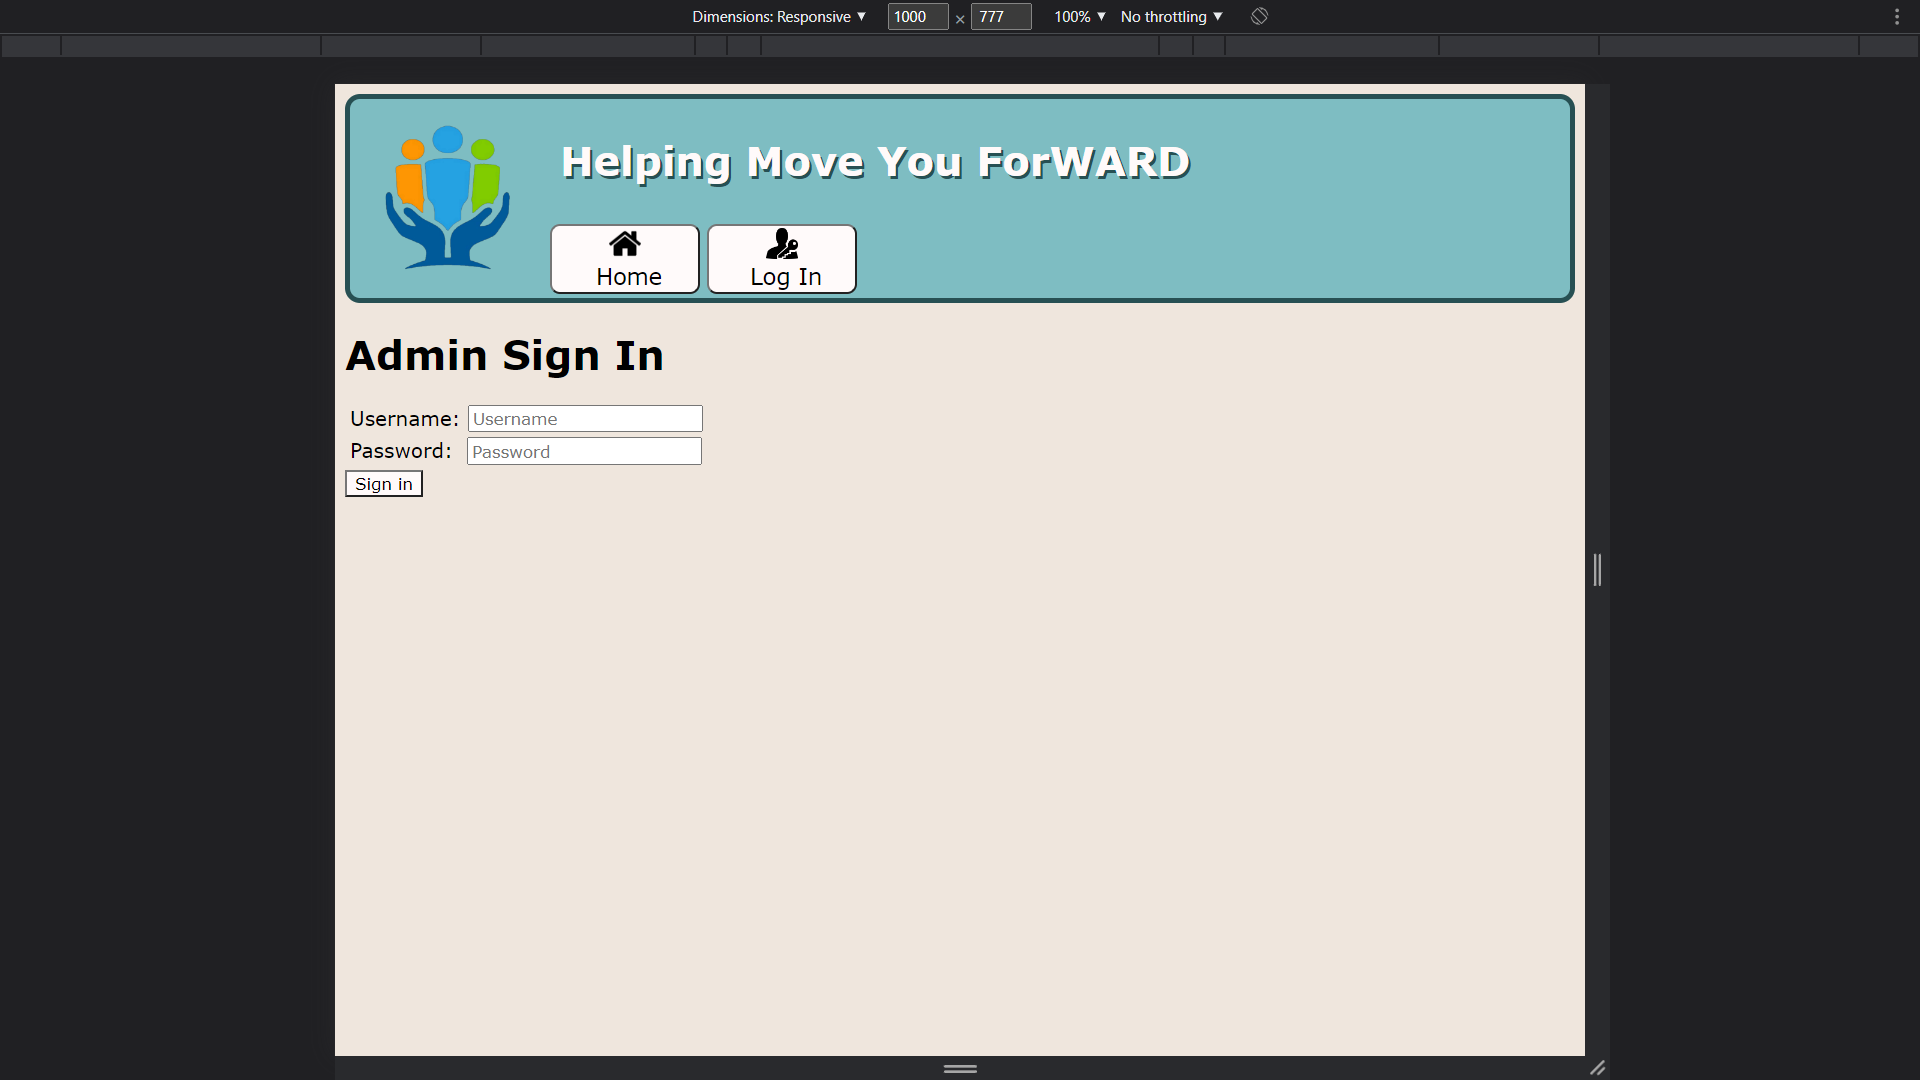 Dimensions: Responsive ▼ 1000 × 777 100% ▼ No throttling ▼
Helping Move You ForWARD
Home Log In
Admin Sign In
Username: Username
Password: Password
Sign in